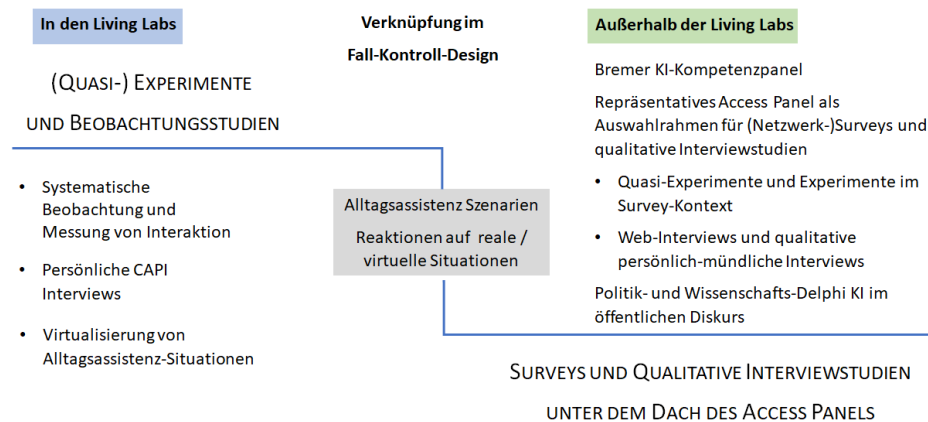 In den Living Labs
(QUASI-) EXPERIMENTE
UND BEOBACHTUNGSSTUDIEN
• Systematische
Beobachtung und
Messung von Interaktion
• Persönliche CAPI
Interviews
• Virtualisierung von
Alltagsassistenz-Situationen
Verknüpfung im
Fall-Kontroll-Design
Alltagsassistenz Szenarien
Reaktionen auf reale /
virtuelle Situationen
Außerhalb der Living Labs
Bremer KI-Kompetenzpanel
Repräsentatives Access Panel als
Auswahlrahmen für (Netzwerk-)Surveys und
qualitative Interviewstudien
• Quasi-Experimente und Experimente im
Survey-Kontext
• Web-Interviews und qualitative
persönlich-mündliche Interviews
Politik- und Wissenschafts-Delphi KI im
öffentlichen Diskurs
SURVEYS UND QUALITATIVE INTERVIEWSTUDIEN
UNTER DEM DACH DES ACCESS PANELS